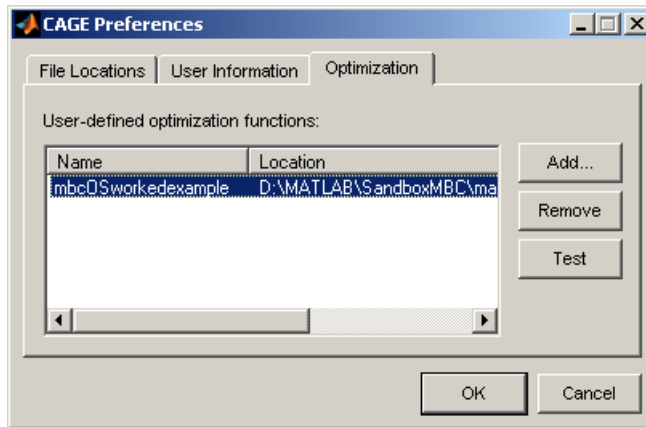 CAGE Preferences
File Locations User Information Optimization
User-defined optimization functions:
Name Location
mbcOSworkedexample D:\MATLAB\SandboxMBC\ma
Add...
Remove
Test
OK Cancel